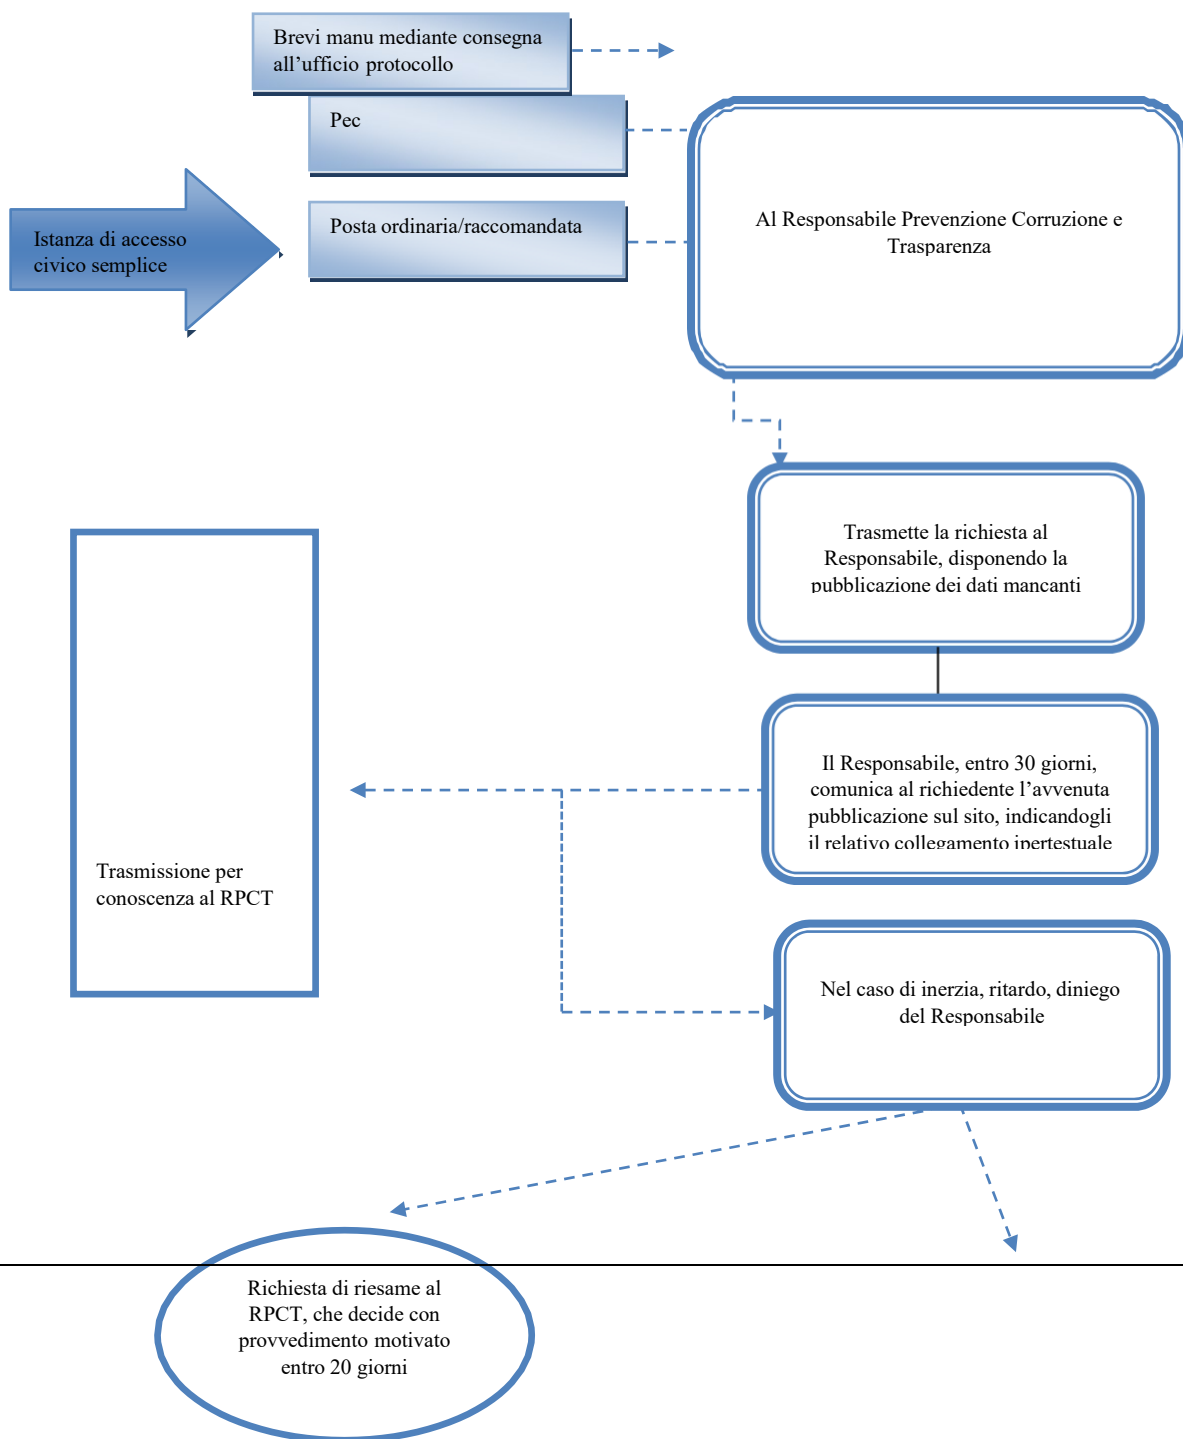 Brevi manu mediante consegna
all’ufficio protocollo
Pec
Posta ordinaria/raccomandata
Istanza di accesso
civico semplice
Al Responsabile Prevenzione Corruzione e
Trasparenza
Trasmette la richiesta al
Responsabile, disponendo la
pubblicazione dei dati mancanti
Il Responsabile, entro 30 giorni,
comunica al richiedente l’avvenuta
pubblicazione sul sito, indicandogli
il relativo collegamento ipertestuale
Trasmissione per
conoscenza al RPCT
Nel caso di inerzia, ritardo, diniego
del Responsabile
Richiesta di riesame al
RPCT, che decide con
provvedimento motivato
entro 20 giorni